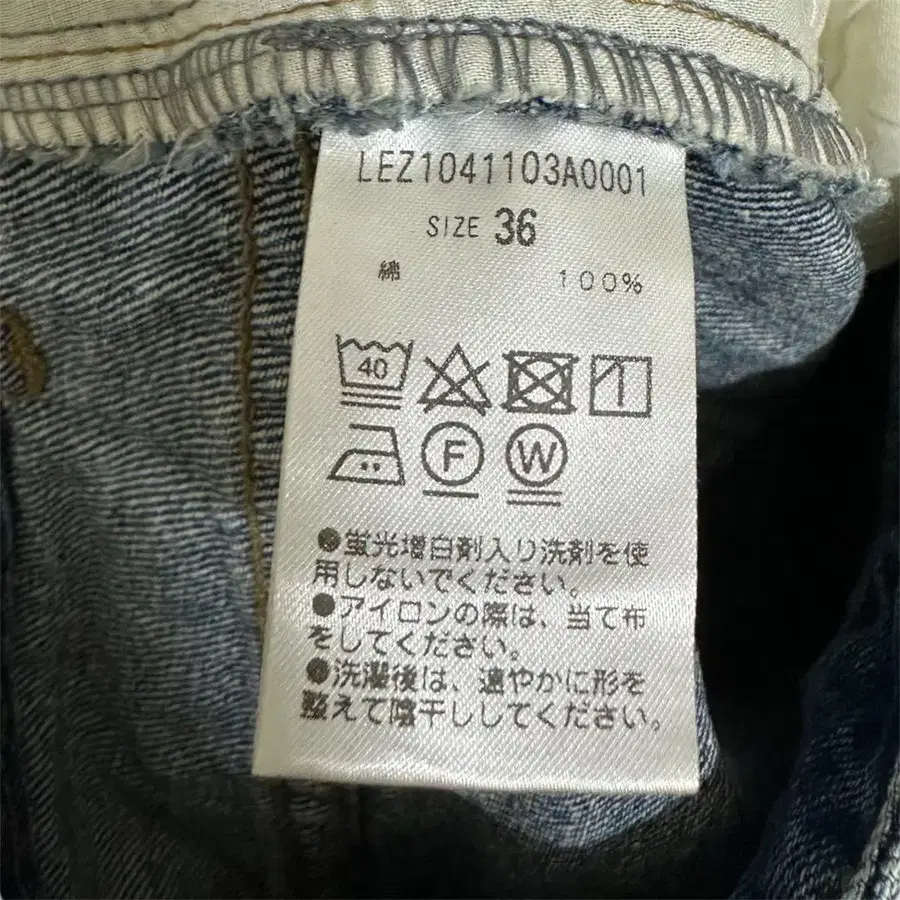 LEZ1041103A0001
SIZE 36
綿 100%
40
F W
●蛍光増白剤入り洗剤を使
用しないでください。
●アイロンの際は、当て布
をしてください。
●洗濯後は、速やかに形を
整えて陰干ししてください。